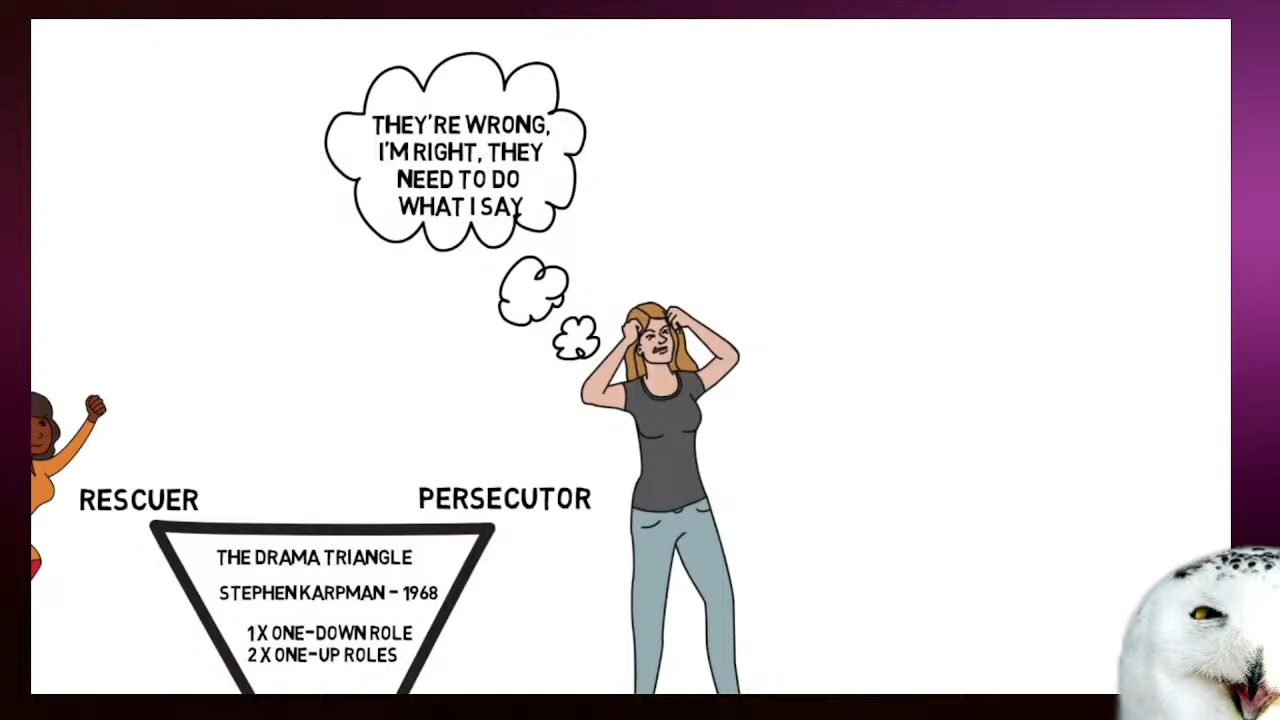 THEY'RE WRONG,
I'M RIGHT, THEY
NEED TO DO
WHAT I SAY
RESCUER
PERSECUTOR
THE DRAMA TRIANGLE
STEPHEN KARPMAN - 1968
1 X ONE-DOWN ROLE
2 X ONE-UP ROLES